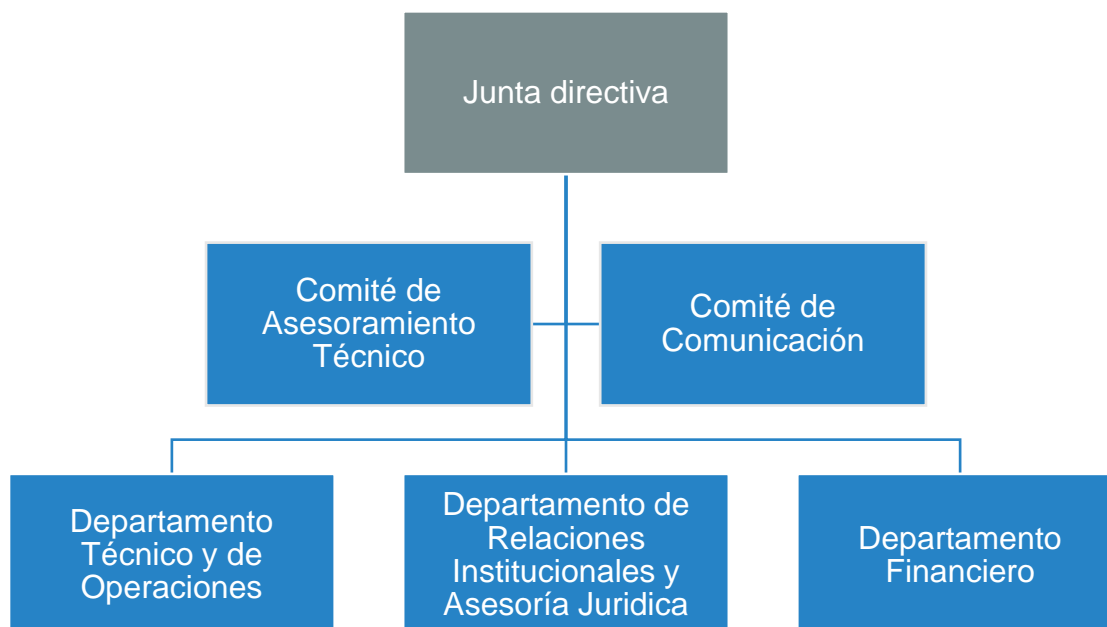 Junta directiva
Comité de
Asesoramiento
Técnico
Comité de
Comunicación
Departamento
Técnico y de
Operaciones
Departamento de
Relaciones
Institucionales y
Asesoría Juridica
Departamento
Financiero